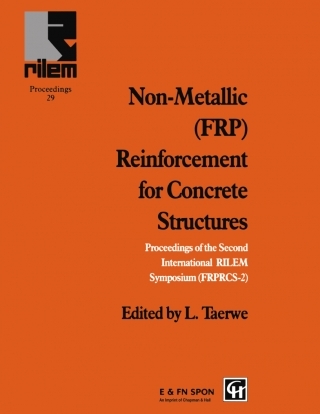 rilem
Proceedings
29
Non-Metallic
(FRP)
Reinforcement
for Concrete
Structures
Proceedings of the Second
International RILEM
Symposium (FRPRCS-2)
Edited by L. Taerwe
E & FN SPON
An Imprint of Chapman & Hall
CH